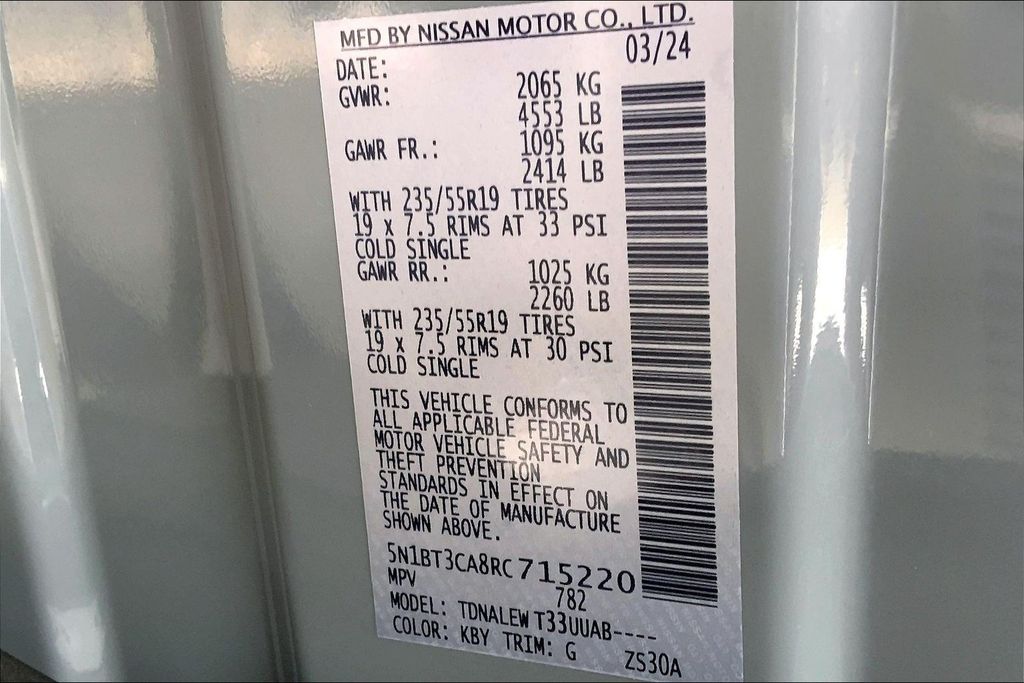 MFD BY NISSAN MOTOR CO., LTD.
DATE: 03/24
GVWR: 2065 KG
4553 LB
GAWR FR.: 1095 KG
2414 LB
WITH 235/55R19 TIRES
19 x 7.5 RIMS AT 33 PSI
COLD SINGLE
GAWR RR.: 1025 KG
2260 LB
WITH 235/55R19 TIRES
19 x 7.5 RIMS AT 30 PSI
COLD SINGLE
THIS VEHICLE CONFORMS TO
ALL APPLICABLE FEDERAL
MOTOR VEHICLE SAFETY AND
THEFT PREVENTION
STANDARDS IN EFFECT ON
THE DATE OF MANUFACTURE
SHOWN ABOVE.
5N1BT3CA8RC715220
MPV 782
MODEL: TDNALEW T33UUAB----
COLOR: KBY TRIM: G ZS30A